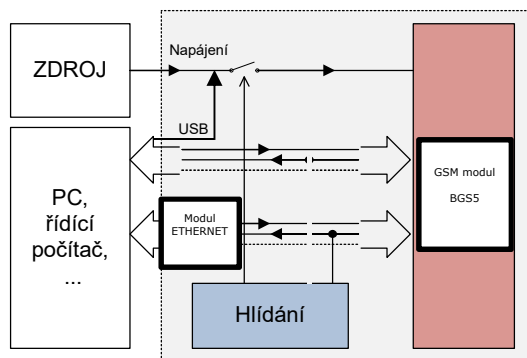 ZDROJ
Napájení
USB
PC,
řídící
počítač,
...
Modul
ETHERNET
GSM modul
BGS5
Hlídání